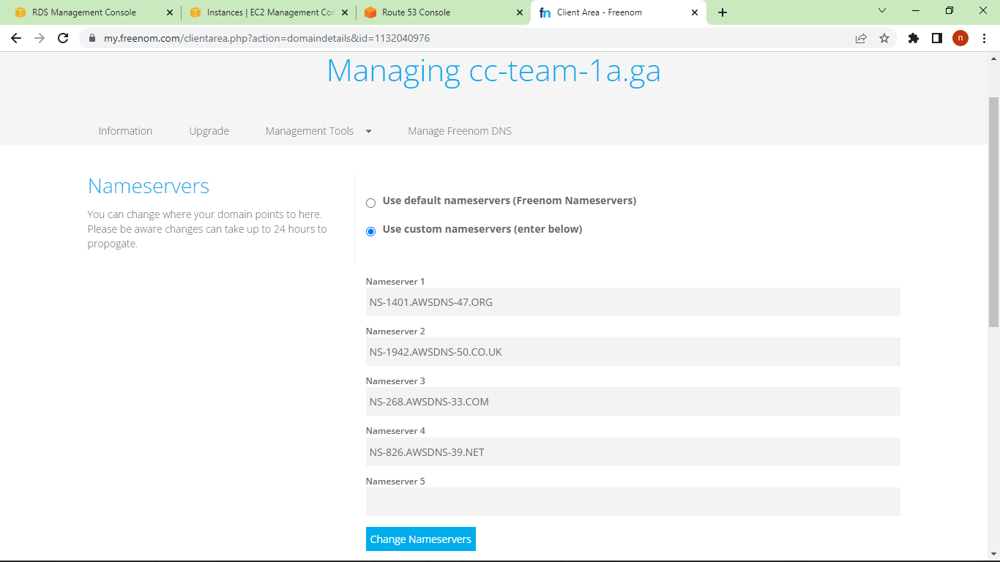 RDS Management Console
Instances | EC2 Management Cor
Route 53 Console
fn Client Area - Freenom
my.freenom.com/clientarea.php?action=domaindetails&id=1132040976
n
Managing cc-team-1a.ga
Information
Upgrade
Management Tools
Manage Freenom DNS
Nameservers
You can change where your domain points to here.
Please be aware changes can take up to 24 hours to
propogate.
Use default nameservers (Freenom Nameservers)
Use custom nameservers (enter below)
Nameserver 1
NS-1401.AWSDNS-47.ORG
Nameserver 2
NS-1942.AWSDNS-50.CO.UK
Nameserver 3
NS-268.AWSDNS-33.COM
Nameserver 4
NS-826.AWSDNS-39.NET
Nameserver 5
Change Nameservers